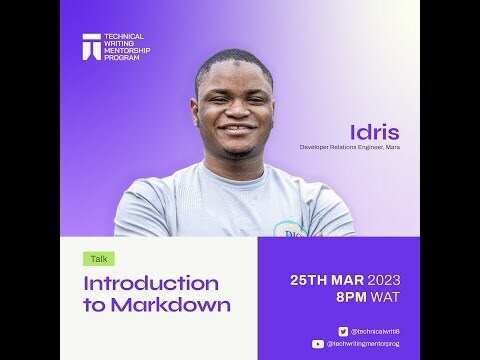 TECHNICAL
WRITING
MENTORSHIP
PROGRAM
Idris
Developer Relations Engineer, Mara
Talk
Introduction
to Markdown
25TH MAR 2023
8PM WAT
@technicalwriti6
@techwritingmentorprog